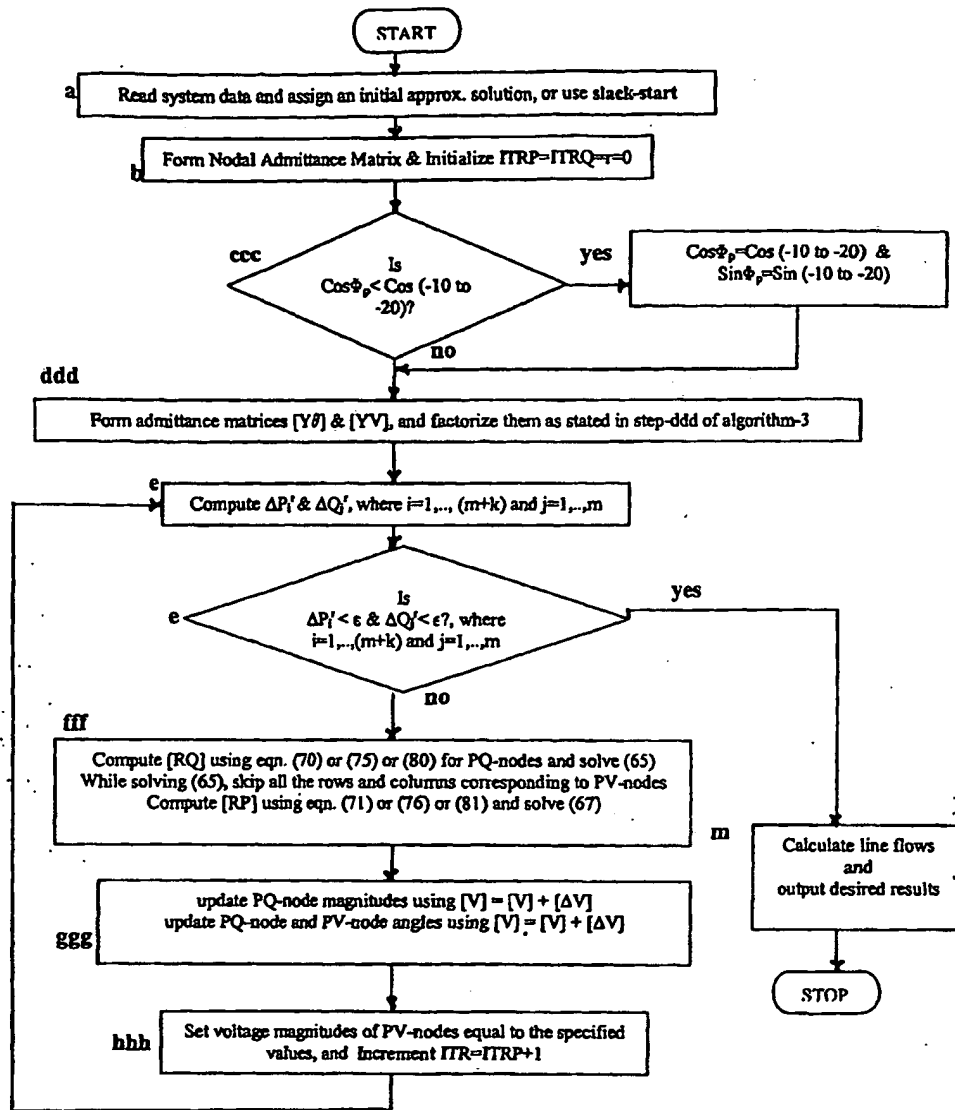 START
a
Read system data and assign an initial approx. solution, or use slack-start
b
Form Nodal Admittance Matrix & Initialize ITRP=ITRQ=r=0
ccc
Is
CosΦp< Cos (-10 to
-20)?
yes
CosΦp=Cos (-10 to -20) &
SinΦp=Sin (-10 to -20)
no
ddd
Form admittance matrices [Yθ] & [YV], and factorize them as stated in step-ddd of algorithm-3
e
Compute ΔPi' & ΔQj', where i=1,.., (m+k) and j=1,..,m
e
Is
ΔPi' < ε & ΔQj' < ϵ?, where
i=1,..,(m+k) and j=1,..,m
yes
no
fff
Compute [RQ] using eqn. (70) or (75) or (80) for PQ-nodes and solve (65)
While solving (65), skip all the rows and columns corresponding to PV-nodes
Compute [RP] using eqn. (71) or (76) or (81) and solve (67)
m
Calculate line flows
and
output desired results
ggg
update PQ-node magnitudes using [V] = [V] + [ΔV]
update PQ-node and PV-node angles using [V] = [V] + [ΔV]
STOP
hhh
Set voltage magnitudes of PV-nodes equal to the specified
values, and Increment ITR=ITRP+1